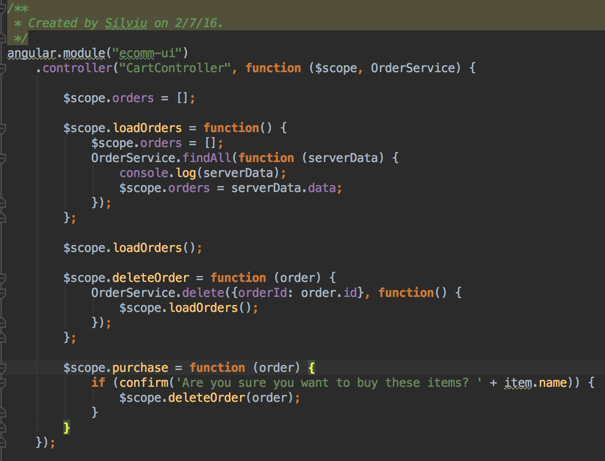 /**
 * Created by Silviu on 2/7/16.
 */
angular.module("ecomm-ui")
    .controller("CartController", function ($scope, OrderService) {

        $scope.orders = [];

        $scope.loadOrders = function() {
            $scope.orders = [];
            OrderService.findAll(function (serverData) {
                console.log(serverData);
                $scope.orders = serverData.data;
            });
        };

        $scope.loadOrders();

        $scope.deleteOrder = function (order) {
            OrderService.delete({orderId: order.id}, function() {
                $scope.loadOrders();
            });
        };

        $scope.purchase = function (order) {
            if (confirm('Are you sure you want to buy these items? ' + item.name)) {
                $scope.deleteOrder(order);
            }
        }
    });